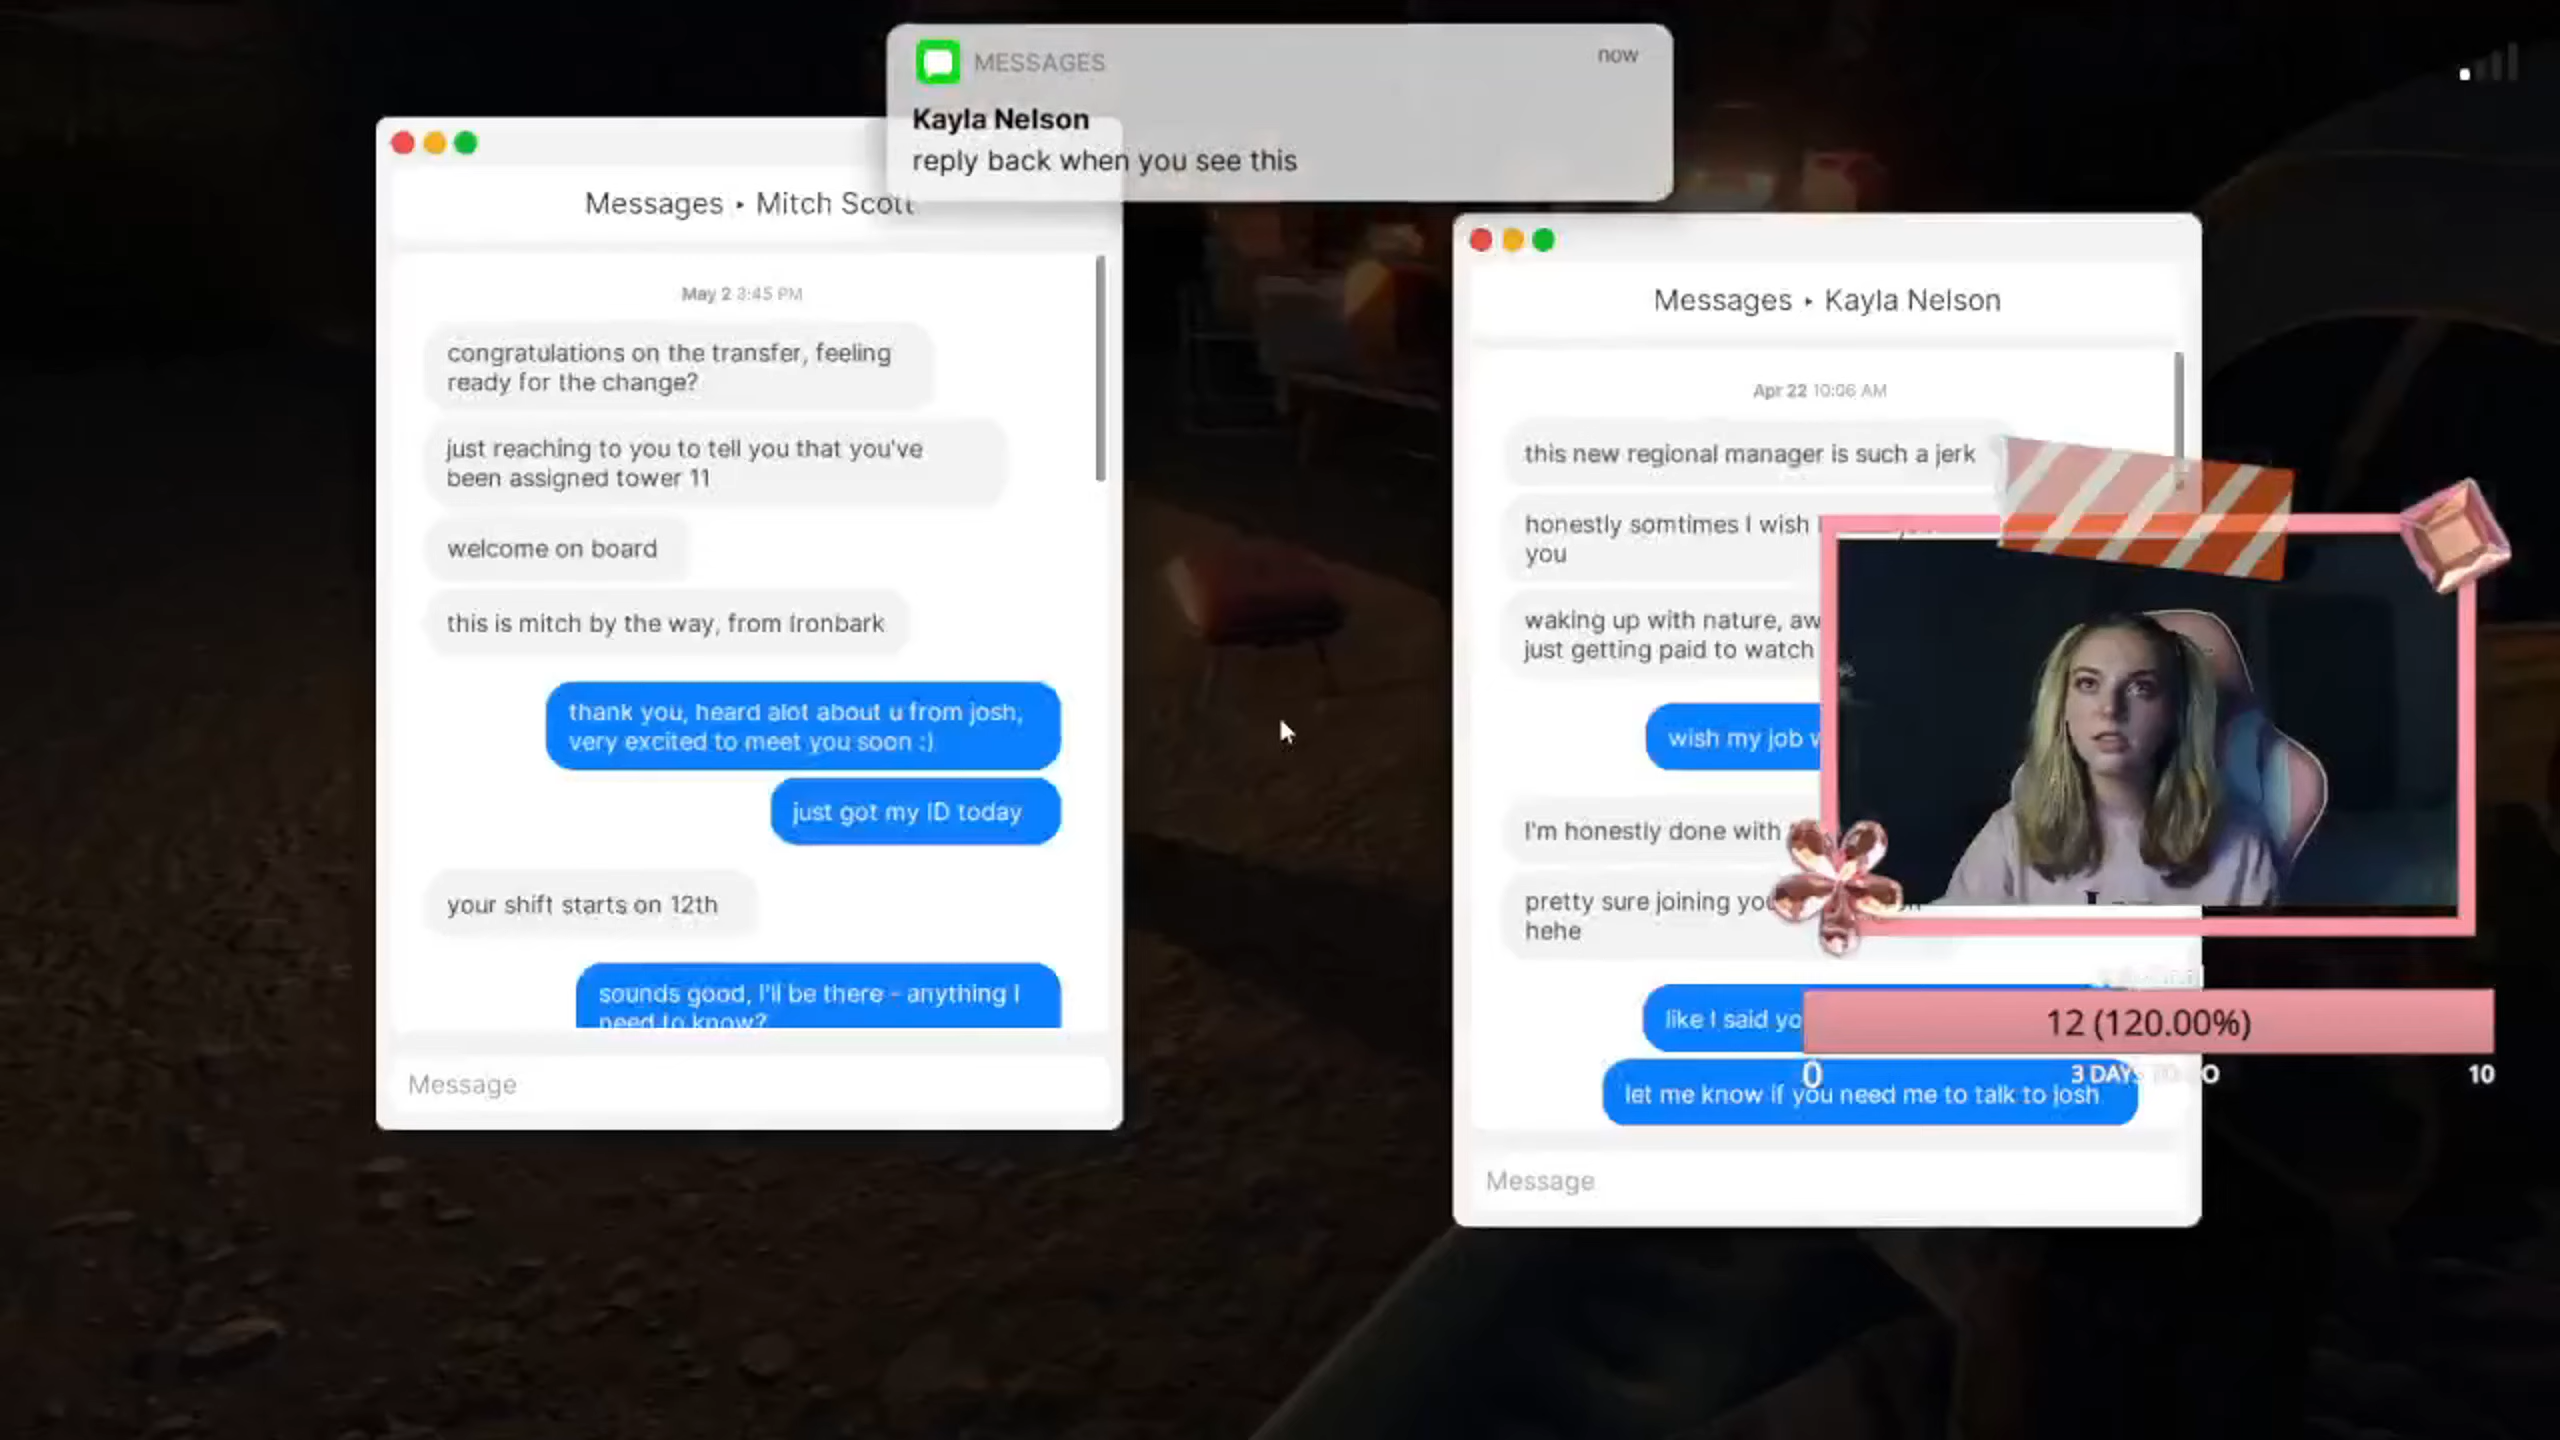 MESSAGES
now
Kayla Nelson
reply back when you see this
Messages • Mitch Scott
May 2 3:45 PM
congratulations on the transfer, feeling
ready for the change?
just reaching to you to tell you that you've
been assigned tower 11
welcome on board
this is mitch by the way, from Ironbark
thank you, heard alot about u from josh,
very excited to meet you soon :)
just got my ID today
your shift starts on 12th
sounds good, I'll be there - anything I
need to know?
Message
Messages • Kayla Nelson
Apr 22 10:06 AM
this new regional manager is such a jerk
honestly somtimes I wish
you
waking up with nature,
just getting paid to watch
wish my job
I'm honestly done with
pretty sure joining
hehe
like I said
let me know if you need me to talk to josh
Message
12 (120.00%)
0
3 DAYS
10